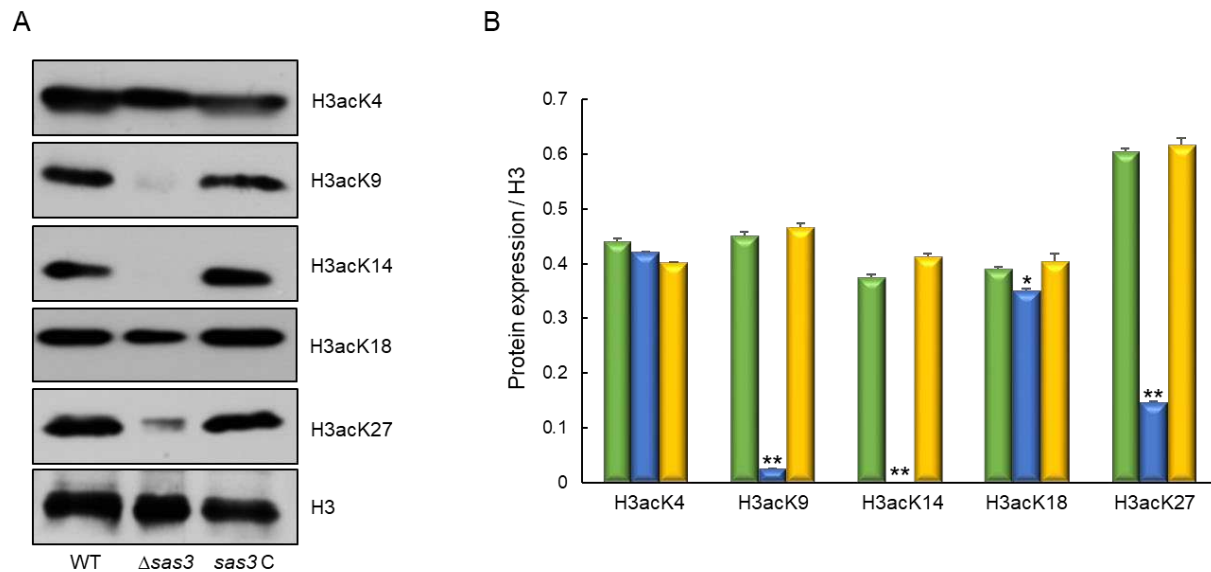 A
H3acK4
H3acK9
H3acK14
H3acK18
H3acK27
H3
WT Δsas3 sas3 C
B
Protein expression / H3
0.7
0.6
0.5
0.4
0.3
0.2
0.1
0
**
**
*
**
H3acK4 H3acK9 H3acK14 H3acK18 H3acK27